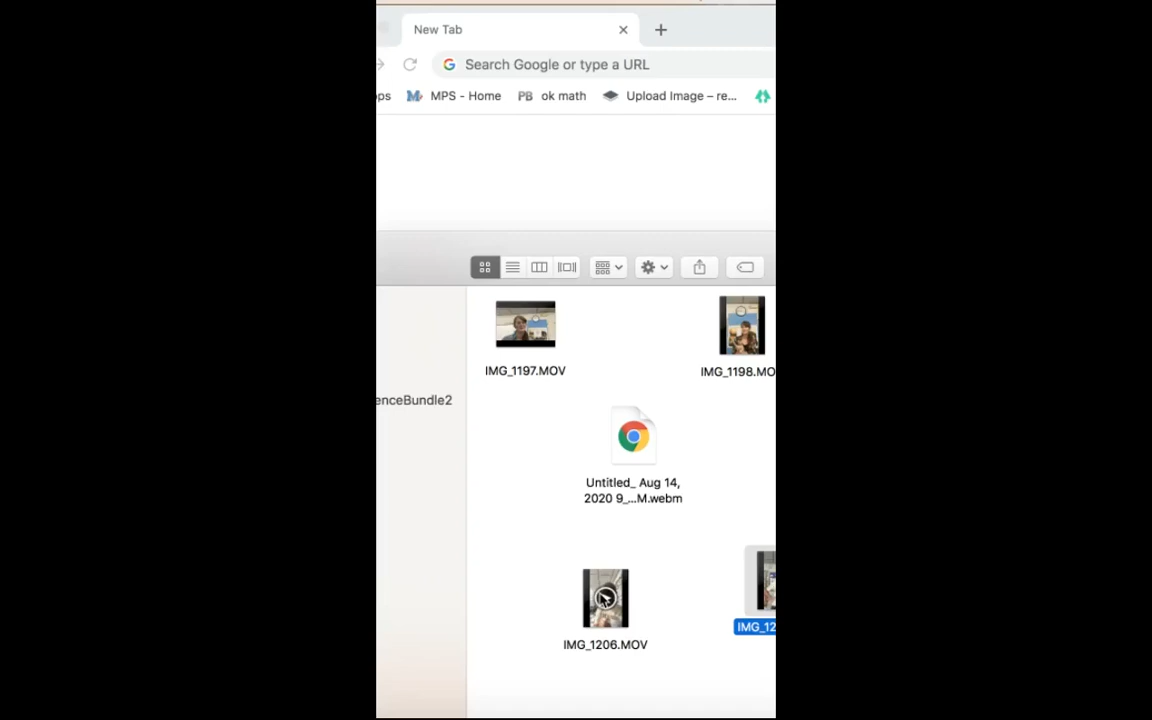 New Tab
Search Google or type a URL
ps MPS - Home PB ok math Upload Image – re...
enceBundle2
IMG_1197.MOV IMG_1198.MO
Untitled_ Aug 14,
2020 9_...M.webm
IMG_1206.MOV IMG_12